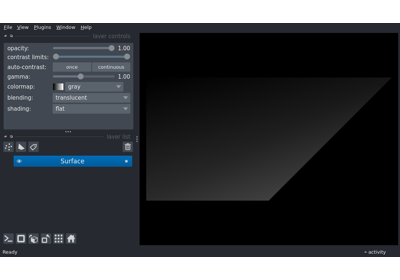 File View Plugins Window Help
layer controls
opacity: 1.00
contrast limits:
auto-contrast: once continuous
gamma: 1.00
colormap: gray
blending: translucent
shading: flat
layer list
Surface
Ready
activity